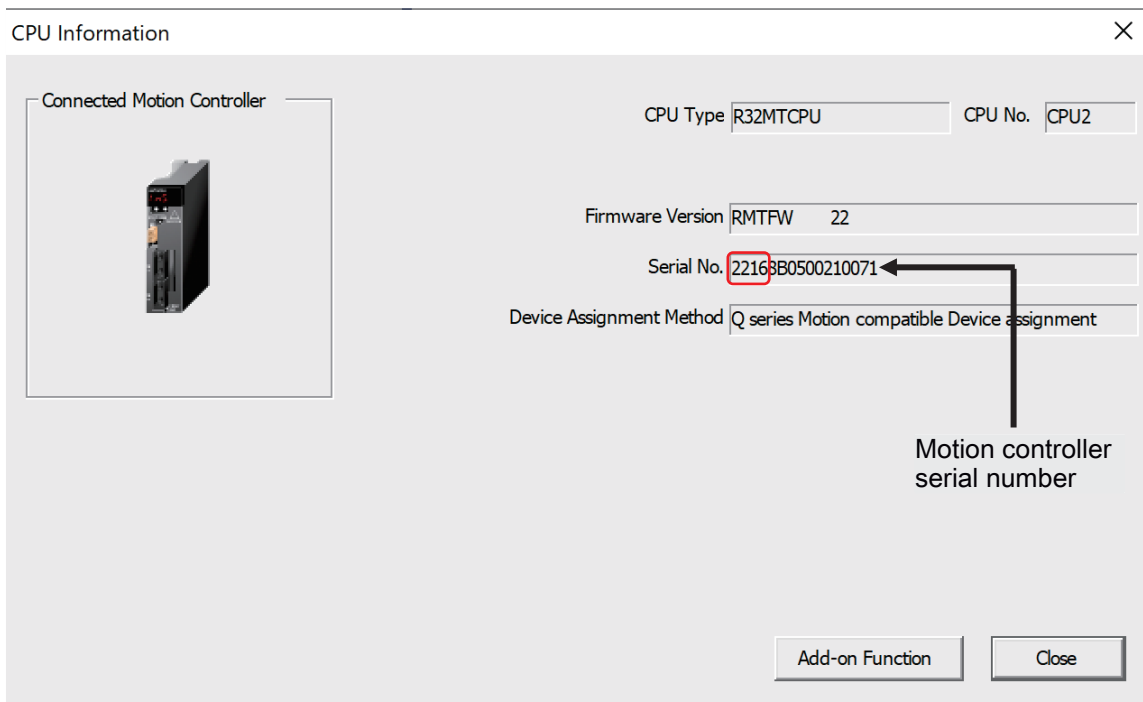 CPU Information
Connected Motion Controller
CPU Type R32MTCPU CPU No. CPU2
Firmware Version RMTFW 22
Serial No. 22163B0500210071
Device Assignment Method Q series Motion compatible Device assignment
Motion controller
serial number
Add-on Function Close